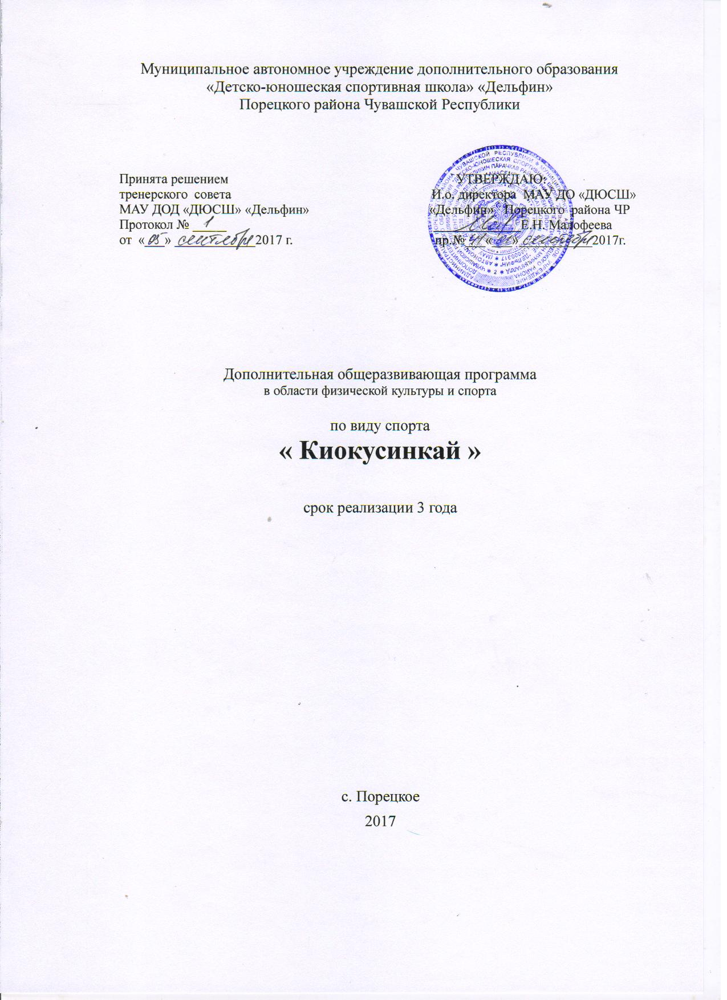 Муниципальное автономное учреждение дополнительного образования
«Детско-юношеская спортивная школа» «Дельфин»
Порецкого района Чувашской Республики
Принята решением
тренерского совета
МАУ ДОД «ДЮСШ» «Дельфин»
Протокол № 1
от «05» сентября 2017 г.
УТВЕРЖДАЮ:
И.о. директора МАУ ДО «ДЮСШ»
«Дельфин» Порецкого района ЧР
Е.Н. Малофеева
пр.№ « » сентября 2017г.
Дополнительная общеразвивающая программа
в области физической культуры и спорта
по виду спорта
« Киокусинкай »
срок реализации 3 года
с. Порецкое
2017